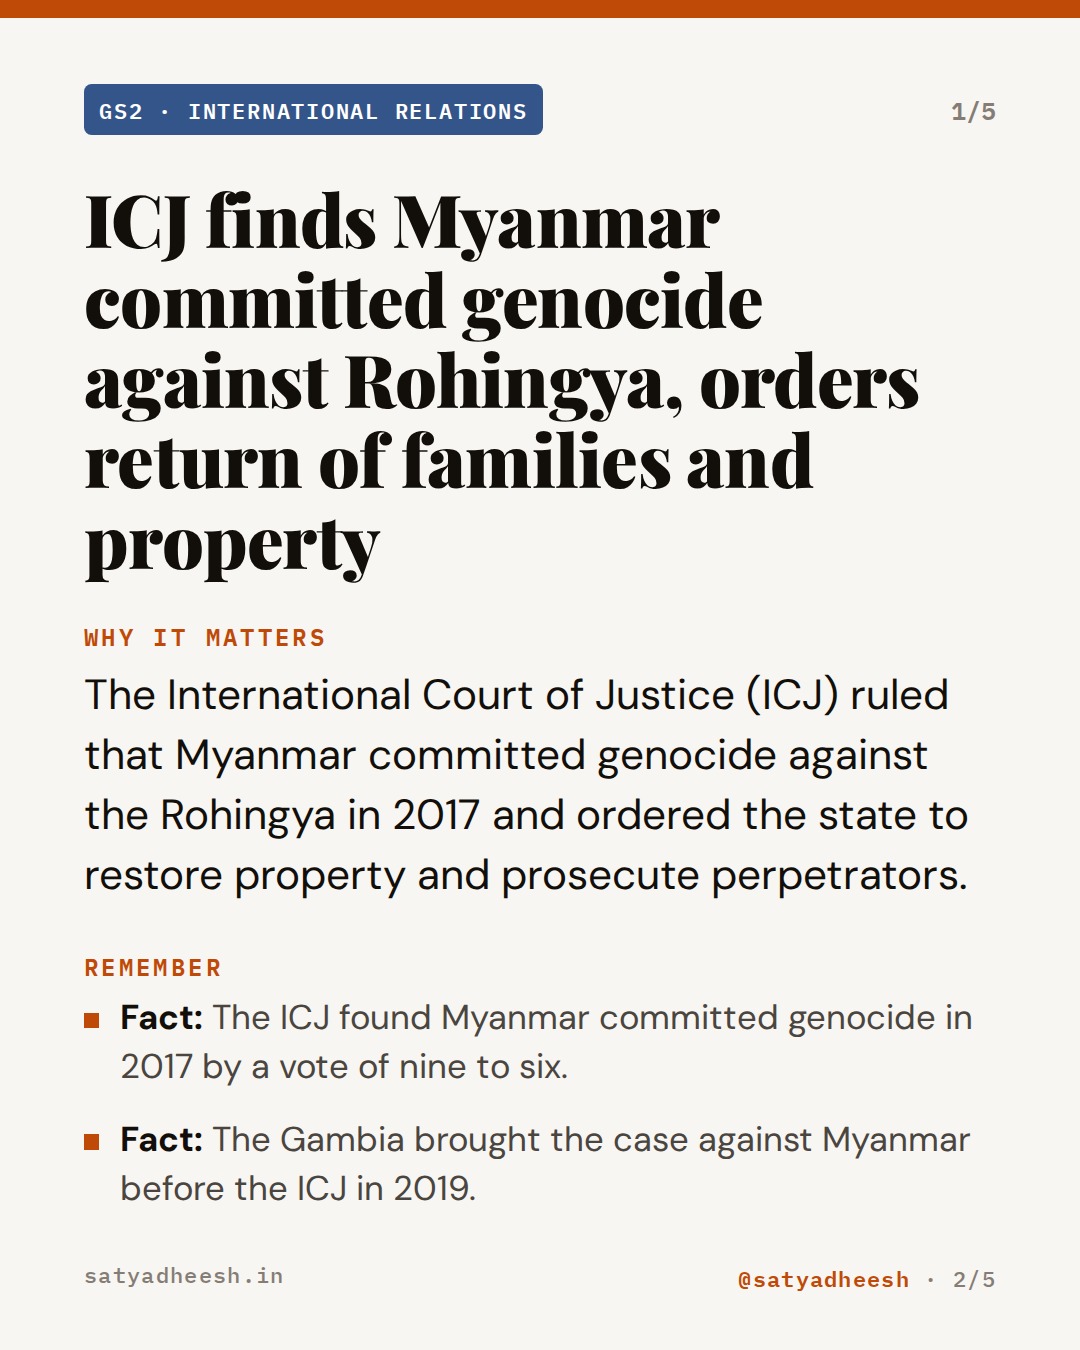 GS2 · INTERNATIONAL RELATIONS
1/5
ICJ finds Myanmar
committed genocide
against Rohingya, orders
return of families and
property
WHY IT MATTERS
The International Court of Justice (ICJ) ruled
that Myanmar committed genocide against
the Rohingya in 2017 and ordered the state to
restore property and prosecute perpetrators.
REMEMBER
Fact: The ICJ found Myanmar committed genocide in
2017 by a vote of nine to six.
Fact: The Gambia brought the case against Myanmar
before the ICJ in 2019.
satyadheesh.in
@satyadheesh · 2/5